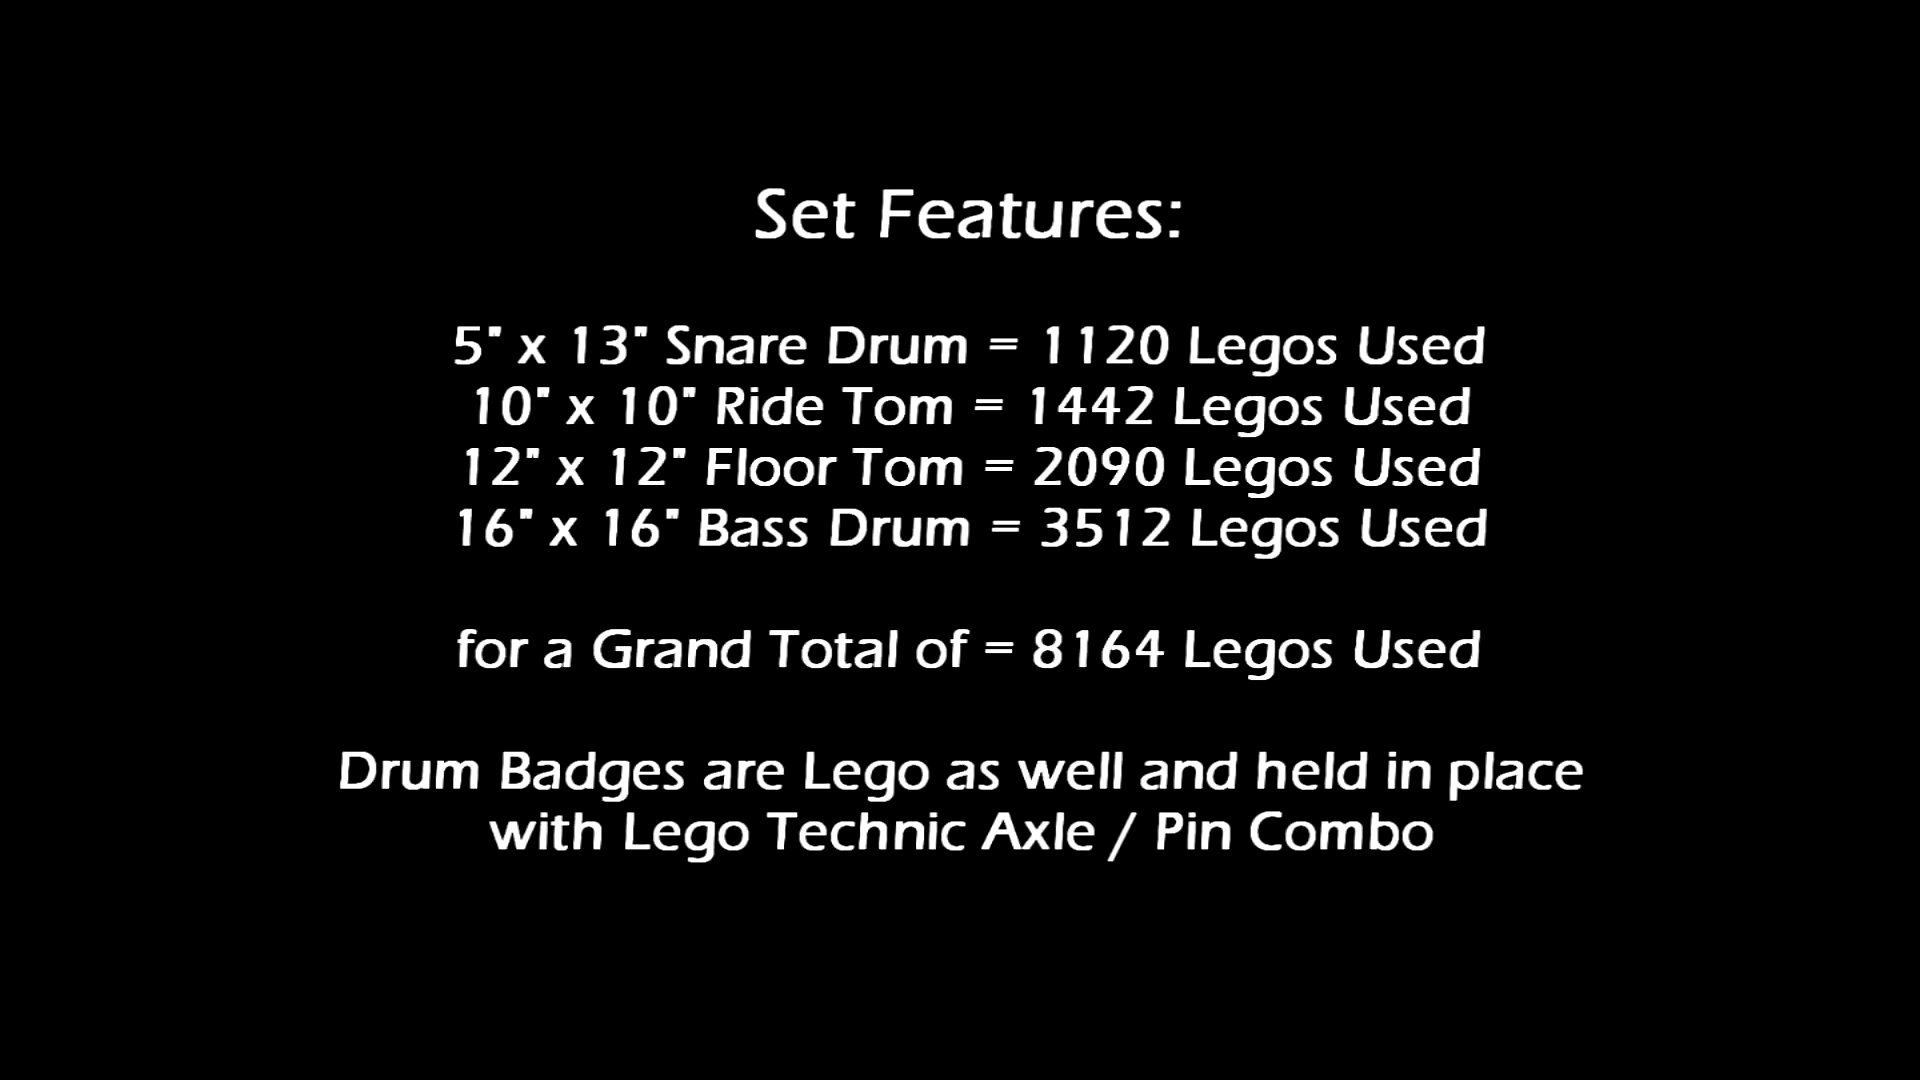 Set Features:
5" x 13" Snare Drum = 1120 Legos Used
10" x 10" Ride Tom = 1442 Legos Used
12" x 12" Floor Tom = 2090 Legos Used
16" x 16" Bass Drum = 3512 Legos Used
for a Grand Total of = 8164 Legos Used
Drum Badges are Lego as well and held in place
with Lego Technic Axle / Pin Combo